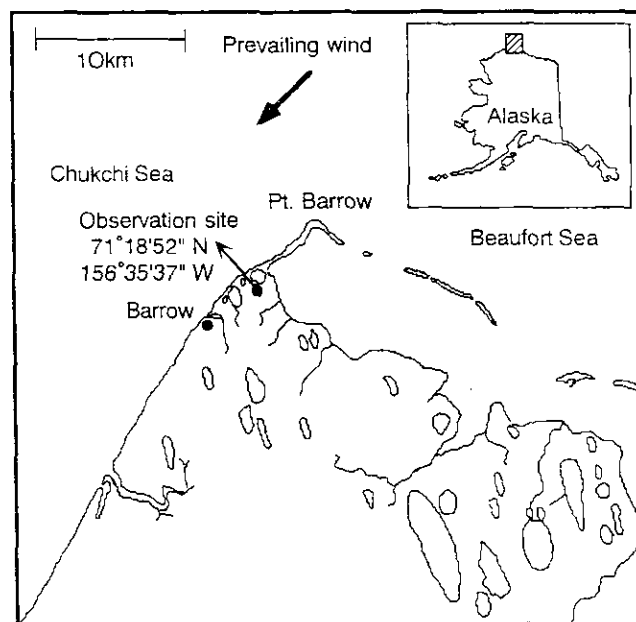 10km
Prevailing wind
Alaska
Chukchi Sea
Pt. Barrow
Observation site
71°18'52" N
156°35'37" W
Beaufort Sea
Barrow